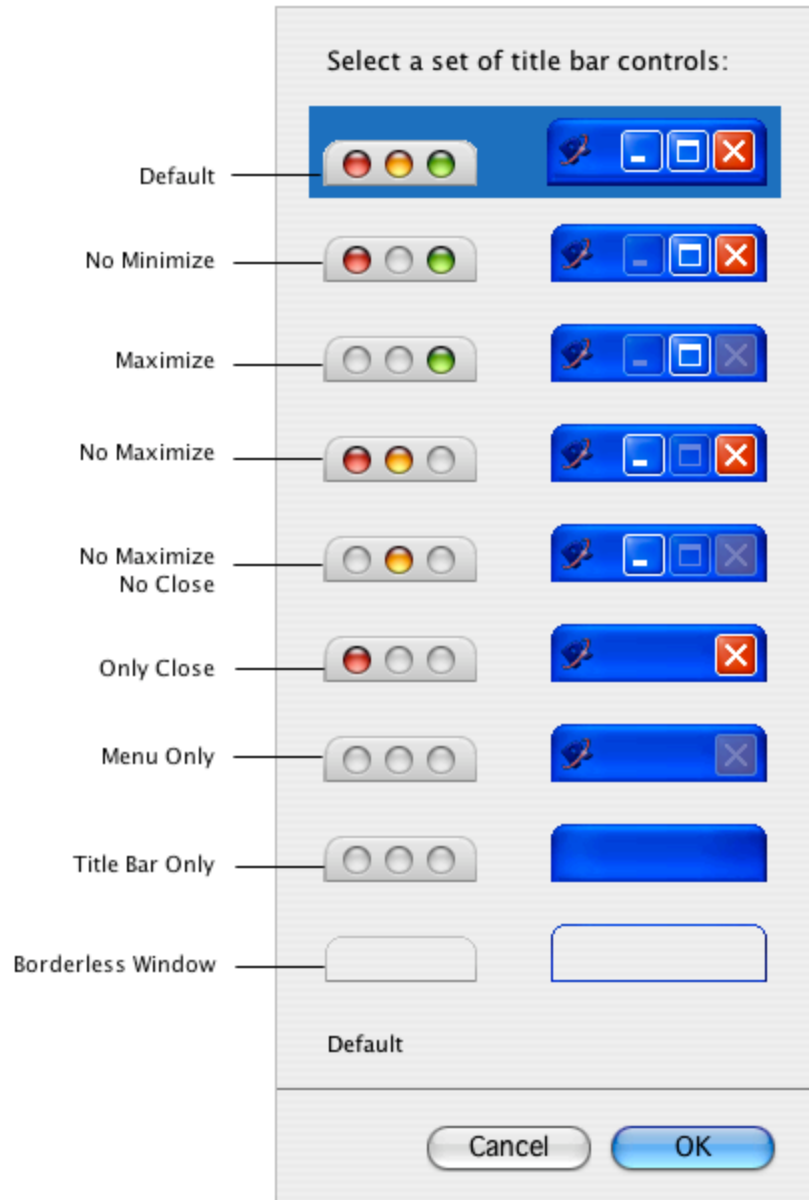 Select a set of title bar controls:
Default
No Minimize
Maximize
No Maximize
No Maximize
No Close
Only Close
Menu Only
Title Bar Only
Borderless Window
Default
Cancel
OK